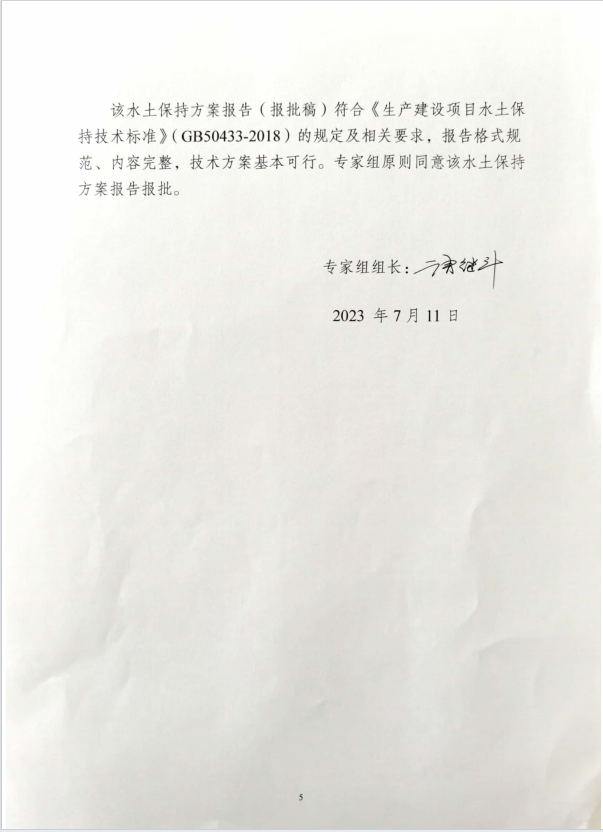 该水土保持方案报告（报批稿）符合《生产建设项目水土保
持技术标准》（GB50433-2018）的规定及相关要求，报告格式规
范、内容完整，技术方案基本可行。专家组原则同意该水土保持
方案报告报批。
专家组组长：
2023 年 7 月 11 日
5